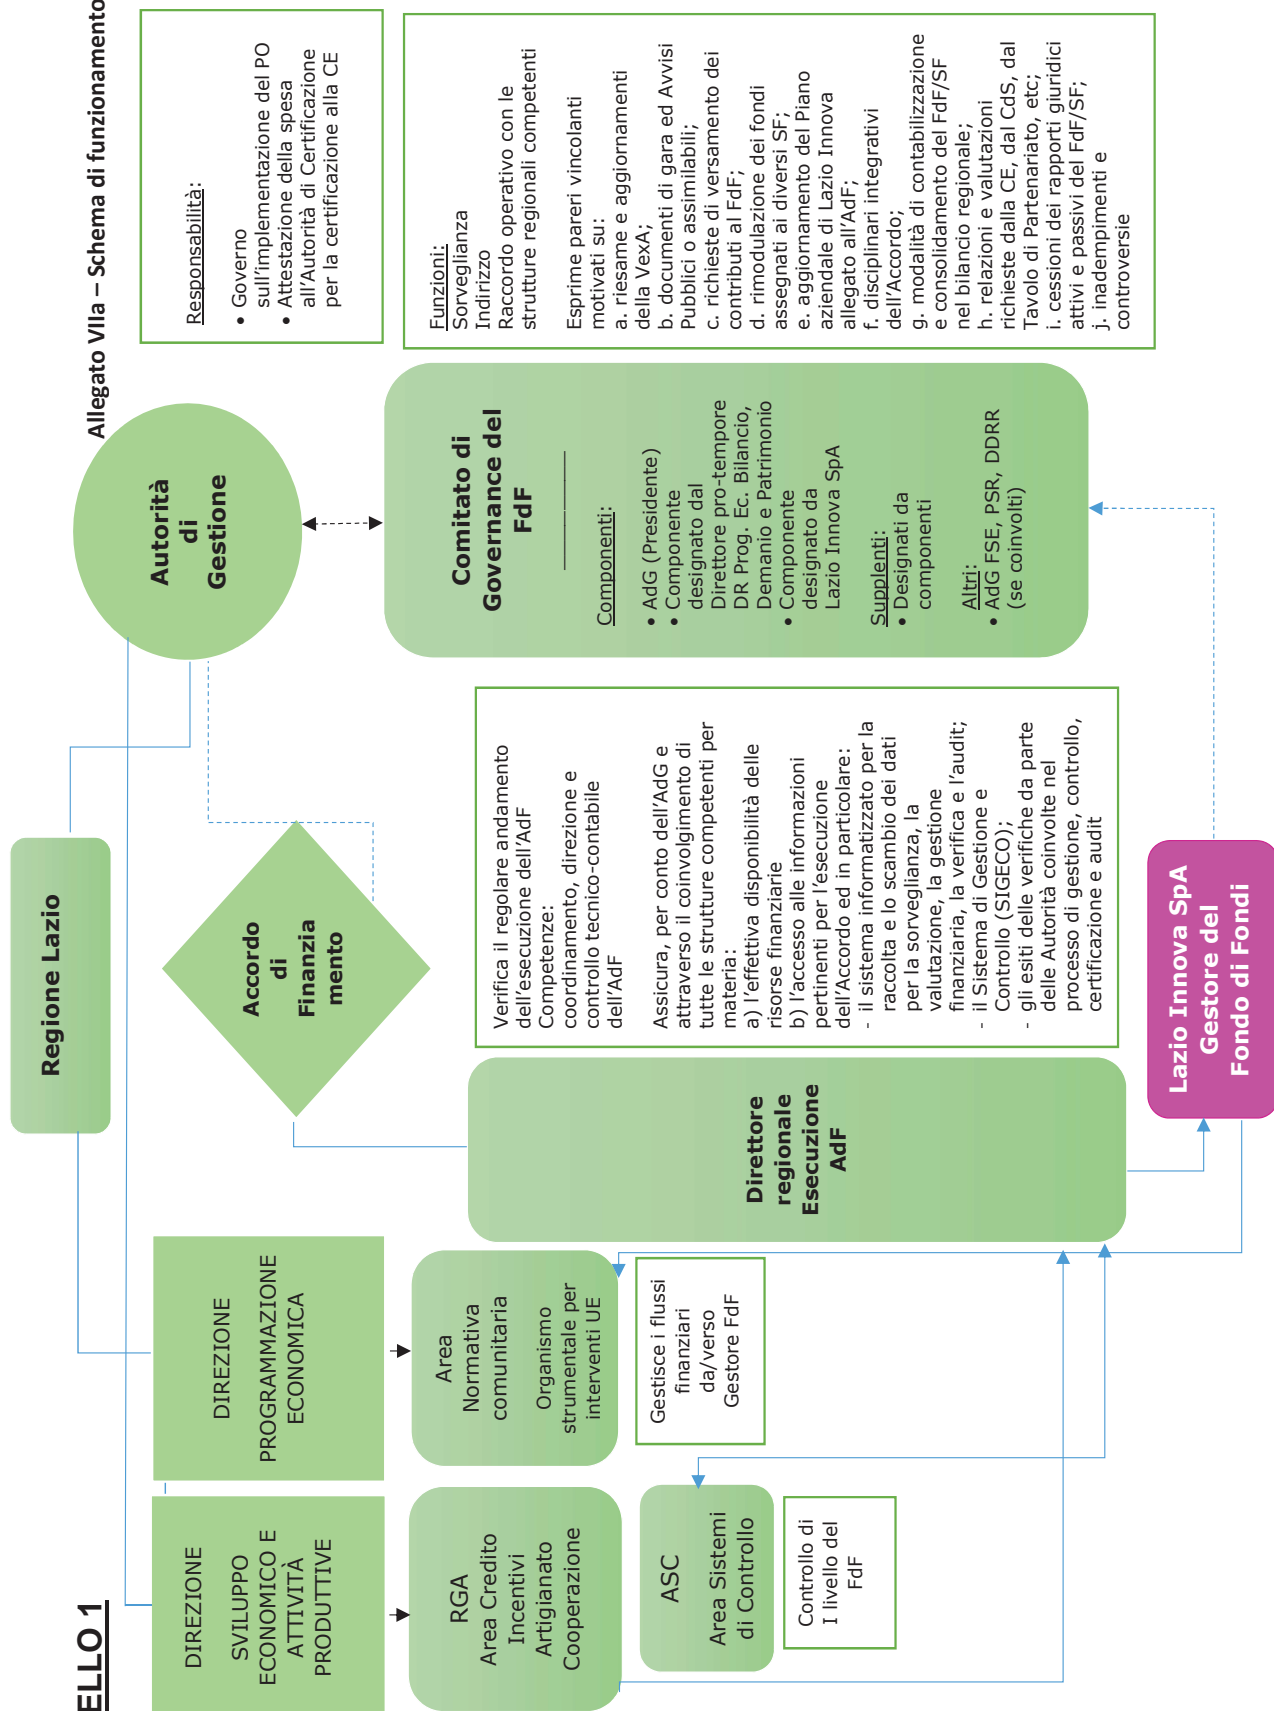 ELLO 1
Allegato VIIa – Schema di funzionamento
Regione Lazio
Autorità
di
Gestione
Responsabilità:
• Governo
sull'implementazione del PO
• Attestazione della spesa
all'Autorità di Certificazione
per la certificazione alla CE
DIREZIONE
SVILUPPO
ECONOMICO E
ATTIVITÀ
PRODUTTIVE
DIREZIONE
PROGRAMMAZIONE
ECONOMICA
Accordo
di
Finanzia
mento
RGA
Area Credito
Incentivi
Artigianato
Cooperazione
Area
Normativa
comunitaria
Organismo
strumentale per
interventi UE
Gestisce i flussi
finanziari
da/verso
Gestore FdF
ASC
Area Sistemi
di Controllo
Controllo di
I livello del
FdF
Direttore
regionale
Esecuzione
AdF
Verifica il regolare andamento
dell'esecuzione dell'AdF
Competenze:
coordinamento, direzione e
controllo tecnico-contabile
dell'AdF
Assicura, per conto dell'AdG e
attraverso il coinvolgimento di
tutte le strutture competenti per
materia:
a) l'effettiva disponibilità delle
risorse finanziarie
b) l'accesso alle informazioni
pertinenti per l'esecuzione
dell'Accordo ed in particolare:
- il sistema informatizzato per la
raccolta e lo scambio dei dati
per la sorveglianza, la
valutazione, la gestione
finanziaria, la verifica e l'audit;
- il Sistema di Gestione e
Controllo (SIGECO);
- gli esiti delle verifiche da parte
delle Autorità coinvolte nel
processo di gestione, controllo,
certificazione e audit
Comitato di
Governance del
FdF
__________
Componenti:
• AdG (Presidente)
• Componente
designato dal
Direttore pro-tempore
DR Prog. Ec. Bilancio,
Demanio e Patrimonio
• Componente
designato da
Lazio Innova SpA
Supplenti:
• Designati da
componenti
Altri:
• AdG FSE, PSR, DDRR
(se coinvolti)
Funzioni:
Sorveglianza
Indirizzo
Raccordo operativo con le
strutture regionali competenti
Esprime pareri vincolanti
motivati su:
a. riesame e aggiornamenti
della VexA;
b. documenti di gara ed Avvisi
Pubblici o assimilabili;
c. richieste di versamento dei
contributi al FdF;
d. rimodulazione dei fondi
assegnati ai diversi SF;
e. aggiornamento del Piano
aziendale di Lazio Innova
allegato all'AdF;
f. disciplinari integrativi
dell'Accordo;
g. modalità di contabilizzazione
e consolidamento del FdF/SF
nel bilancio regionale;
h. relazioni e valutazioni
richieste dalla CE, dal CdS, dal
Tavolo di Partenariato, etc;
i. cessioni dei rapporti giuridici
attivi e passivi del FdF/SF;
j. inadempimenti e
controversie
Lazio Innova SpA
Gestore del
Fondo di Fondi